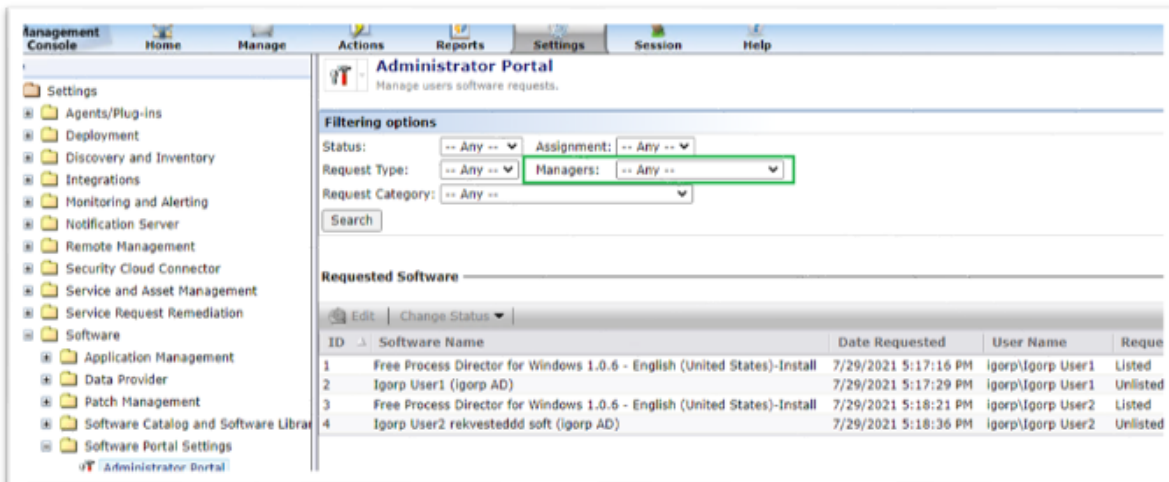 Management
Console Home Manage Actions Reports Settings Session Help
Administrator Portal
Manage users software requests.
Settings
Agents/Plug-ins
Deployment
Discovery and Inventory
Integrations
Monitoring and Alerting
Notification Server
Remote Management
Security Cloud Connector
Service and Asset Management
Service Request Remediation
Software
Application Management
Data Provider
Patch Management
Software Catalog and Software Librar
Software Portal Settings
Administrator Portal
Filtering options
Status: -- Any -- Assignment: -- Any --
Request Type: -- Any -- Managers: -- Any --
Request Category: -- Any --
Search
Requested Software
Edit Change Status
ID Software Name Date Requested User Name Reque
1 Free Process Director for Windows 1.0.6 - English (United States)-Install 7/29/2021 5:17:16 PM igorp\Igorp User1 Listed
2 Igorp User1 (igorp AD) 7/29/2021 5:17:29 PM igorp\Igorp User1 Unlisted
3 Free Process Director for Windows 1.0.6 - English (United States)-Install 7/29/2021 5:18:21 PM igorp\Igorp User2 Listed
4 Igorp User2 rekvesteddd soft (igorp AD) 7/29/2021 5:18:36 PM igorp\Igorp User2 Unlisted